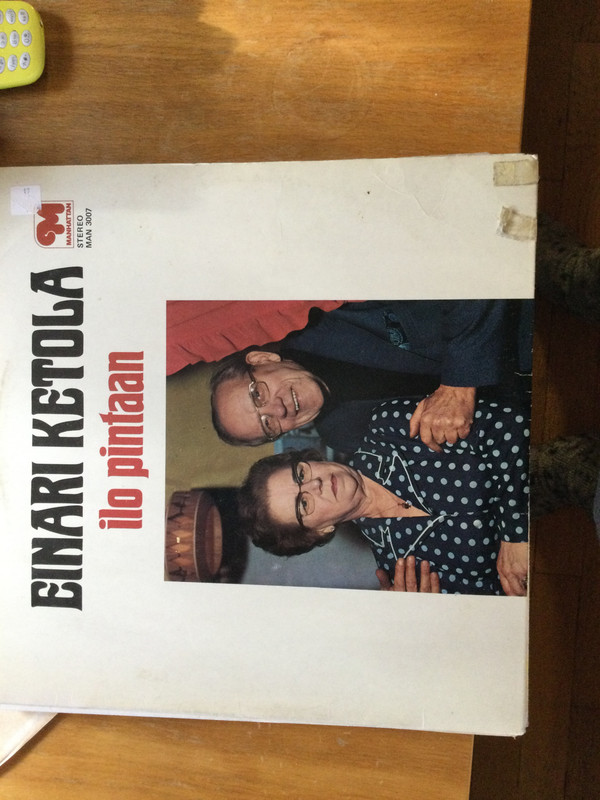 EINARI KETOLA
ilo pintaan
M
MANHATTAN
STEREO
MAN 3007